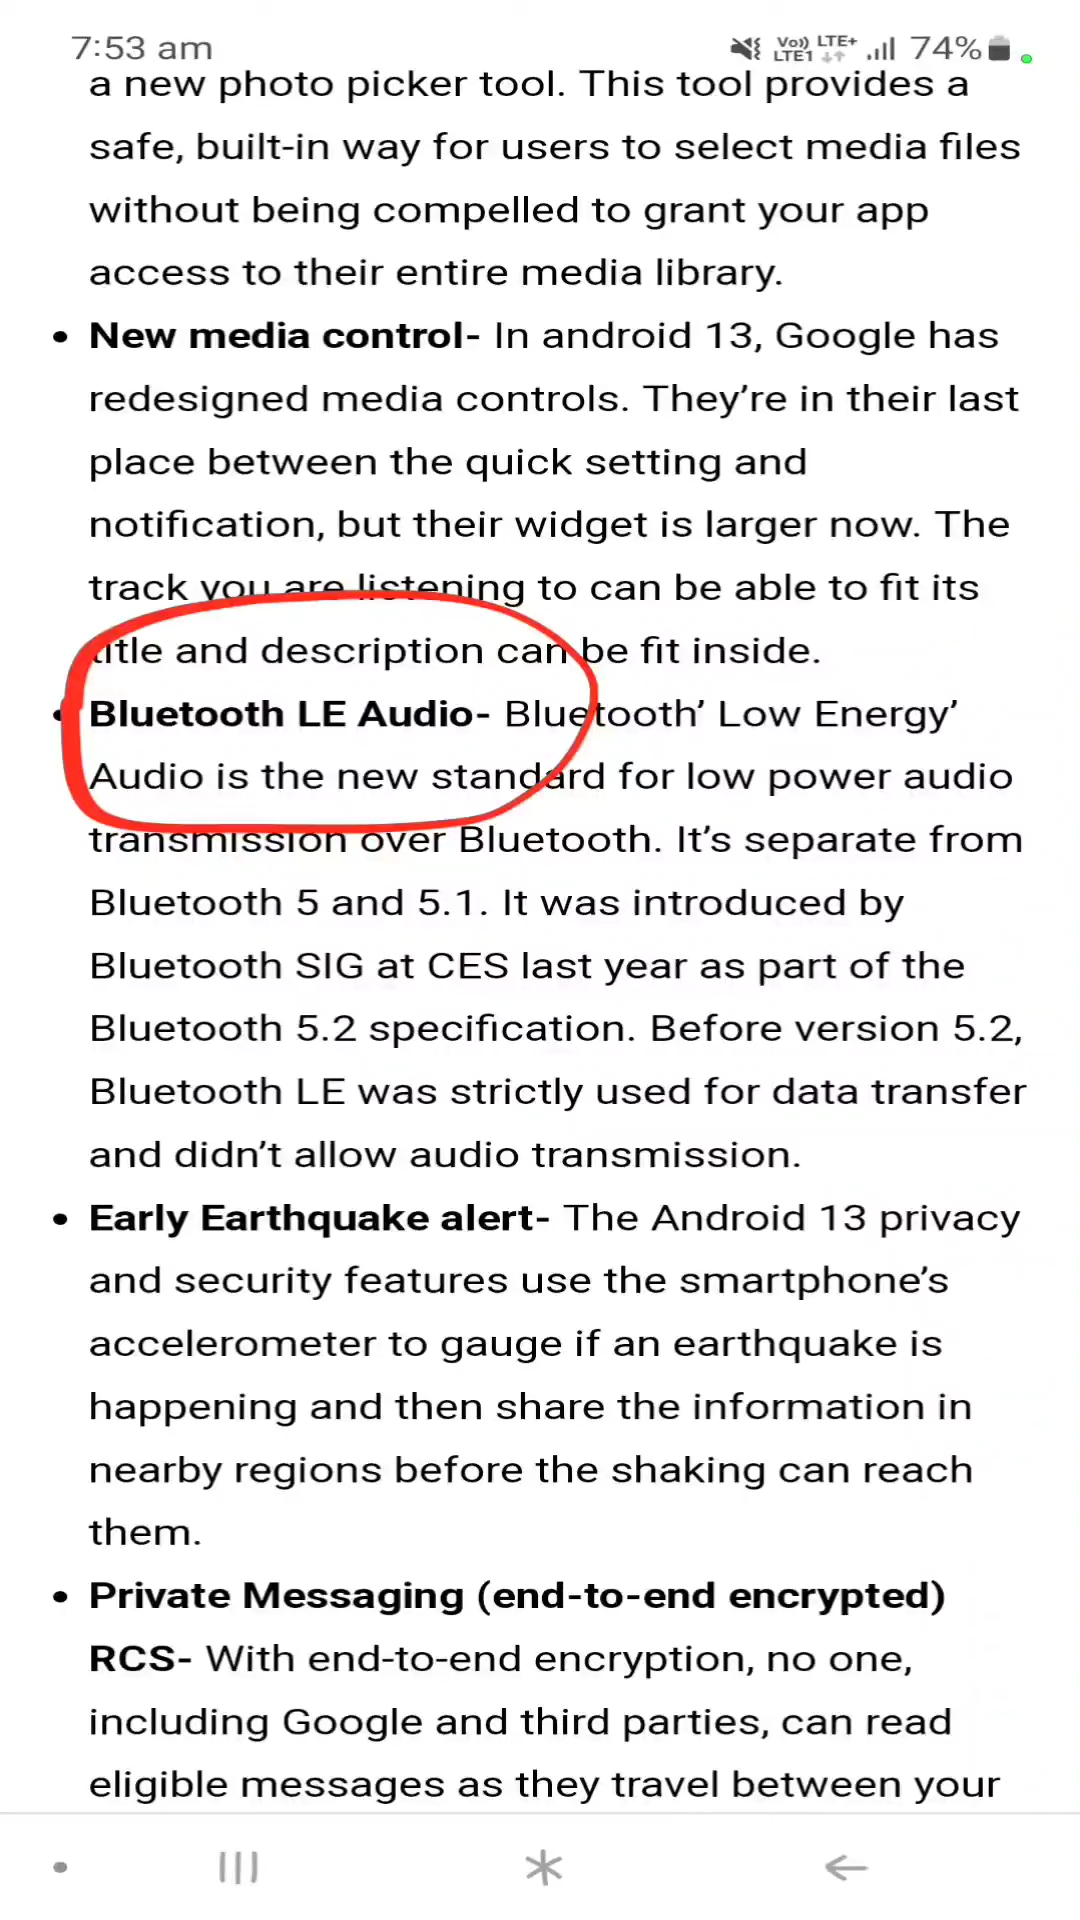 7:53 am Vo)) LTE1 LTE+ 74%
a new photo picker tool. This tool provides a
safe, built-in way for users to select media files
without being compelled to grant your app
access to their entire media library.
• New media control- In android 13, Google has
redesigned media controls. They’re in their last
place between the quick setting and
notification, but their widget is larger now. The
track you are listening to can be able to fit its
title and description can be fit inside.
• Bluetooth LE Audio- Bluetooth’ Low Energy’
Audio is the new standard for low power audio
transmission over Bluetooth. It’s separate from
Bluetooth 5 and 5.1. It was introduced by
Bluetooth SIG at CES last year as part of the
Bluetooth 5.2 specification. Before version 5.2,
Bluetooth LE was strictly used for data transfer
and didn’t allow audio transmission.
• Early Earthquake alert- The Android 13 privacy
and security features use the smartphone’s
accelerometer to gauge if an earthquake is
happening and then share the information in
nearby regions before the shaking can reach
them.
• Private Messaging (end-to-end encrypted)
RCS- With end-to-end encryption, no one,
including Google and third parties, can read
eligible messages as they travel between your